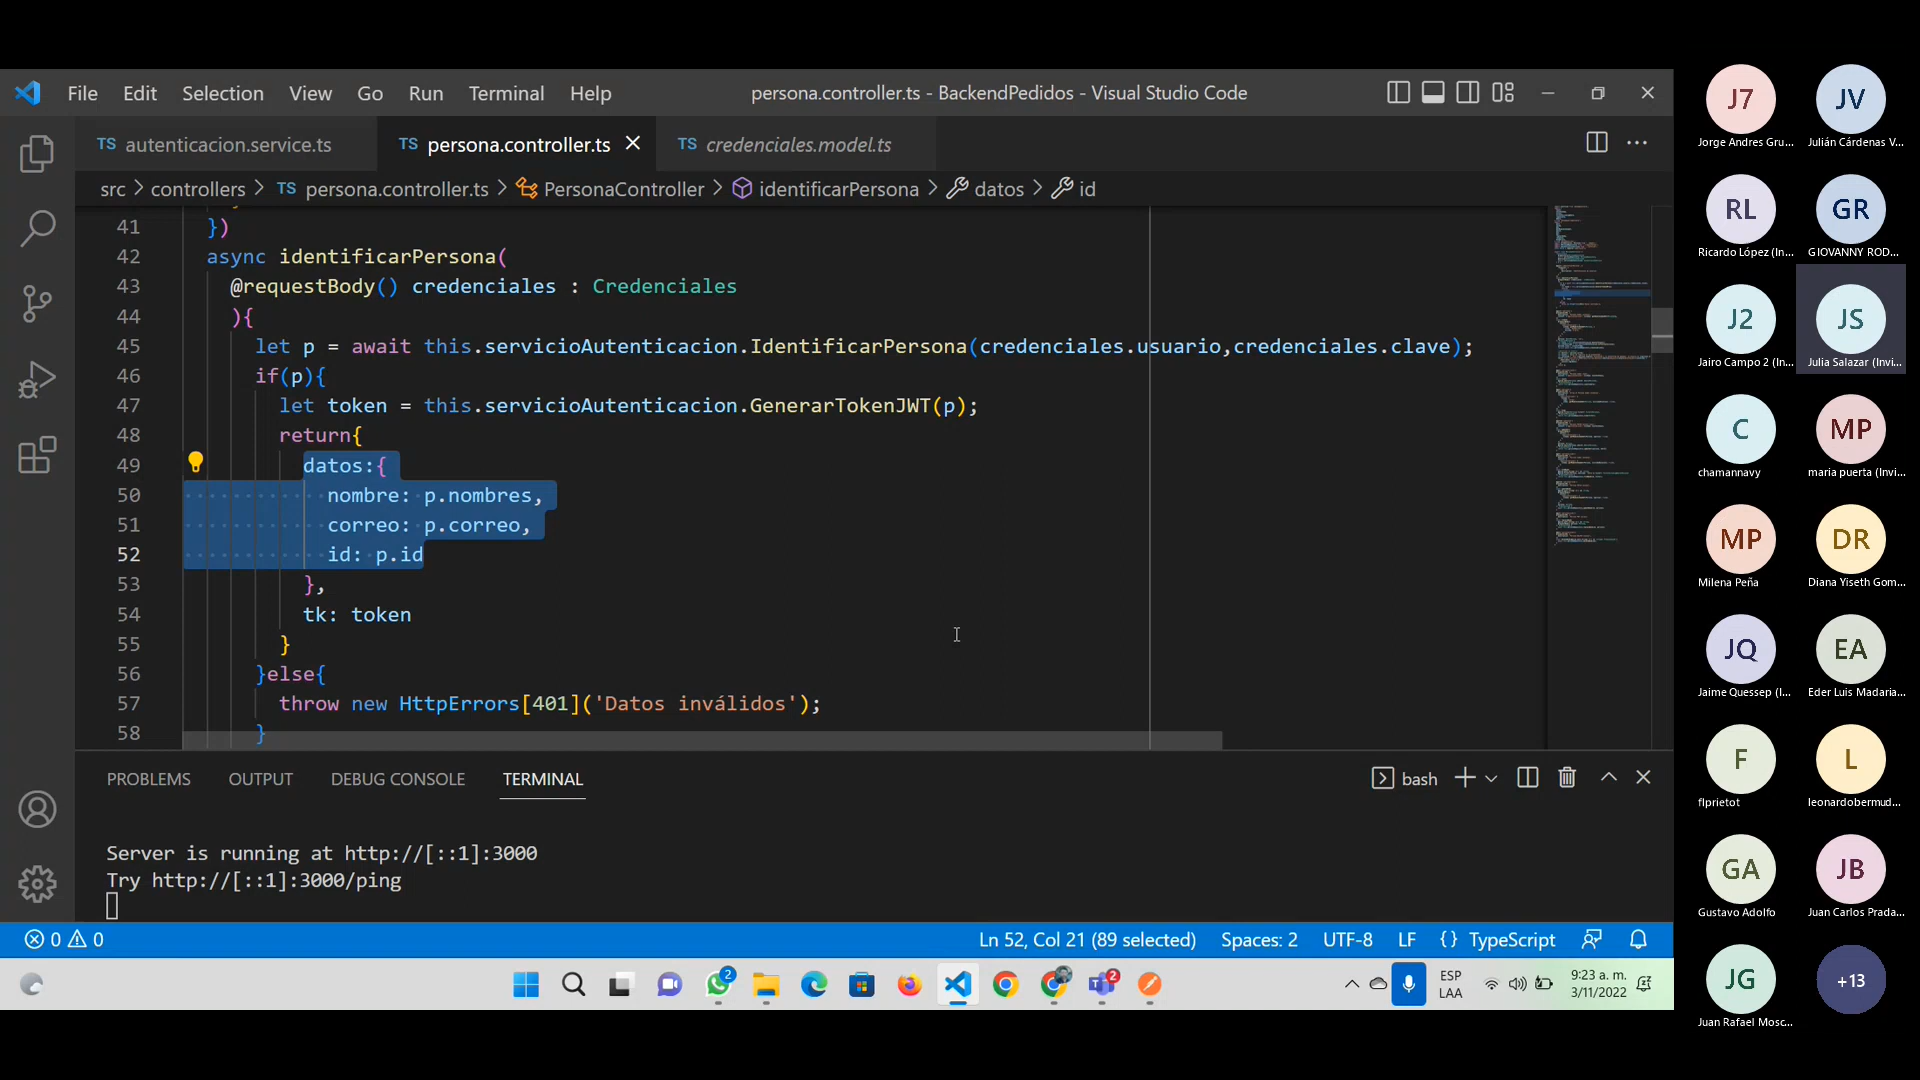 File Edit Selection View Go Run Terminal Help
persona.controller.ts - BackendPedidos - Visual Studio Code
TS autenticacion.service.ts
TS persona.controller.ts
TS credenciales.model.ts
src > controllers > TS persona.controller.ts > PersonaController > identificarPersona > datos > id
41 })
42 async identificarPersona(
43 @requestBody() credenciales : Credenciales
44 ){
45 let p = await this.servicioAutenticacion.IdentificarPersona(credenciales.usuario,credenciales.clave);
46 if(p){
47 let token = this.servicioAutenticacion.GenerarTokenJWT(p);
48 return{
49 datos:{
50 nombre: p.nombres,
51 correo: p.correo,
52 id: p.id
53 },
54 tk: token
55 }
56 }else{
57 throw new HttpErrors[401]('Datos inválidos');
58 }
PROBLEMS OUTPUT DEBUG CONSOLE TERMINAL
bash
Server is running at http://[::1]:3000
Try http://[::1]:3000/ping
0 0
Ln 52, Col 21 (89 selected) Spaces: 2 UTF-8 LF {} TypeScript
2
2
ESP
LAA
9:23 a. m.
3/11/2022
J7
Jorge Andres Gru...
JV
Julián Cárdenas V...
RL
Ricardo López (In...
GR
GIOVANNY ROD...
J2
Jairo Campo 2 (In...
JS
Julia Salazar (Invi...
C
chamannavy
MP
maria puerta (Invi...
MP
Milena Peña
DR
Diana Yiseth Gom...
JQ
Jaime Quessep (I...
EA
Eder Luis Madaria...
F
flprietot
L
leonardobermud...
GA
Gustavo Adolfo
JB
Juan Carlos Prada...
JG
Juan Rafael Mosc...
+13